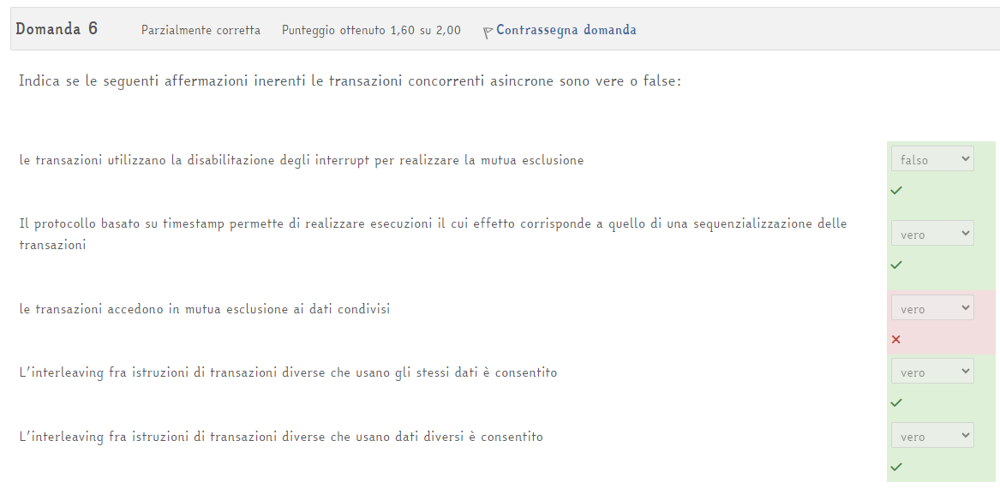 Domanda 6 Parzialmente corretta Punteggio ottenuto 1,60 su 2,00 Contrassegna domanda
Indica se le seguenti affermazioni inerenti le transazioni concorrenti asincrone sono vere o false:
le transazioni utilizzano la disabilitazione degli interrupt per realizzare la mutua esclusione
falso
Il protocollo basato su timestamp permette di realizzare esecuzioni il cui effetto corrisponde a quello di una sequenzializzazione delle
transazioni
vero
le transazioni accedono in mutua esclusione ai dati condivisi
vero
L'interleaving fra istruzioni di transazioni diverse che usano gli stessi dati è consentito
vero
L'interleaving fra istruzioni di transazioni diverse che usano dati diversi è consentito
vero